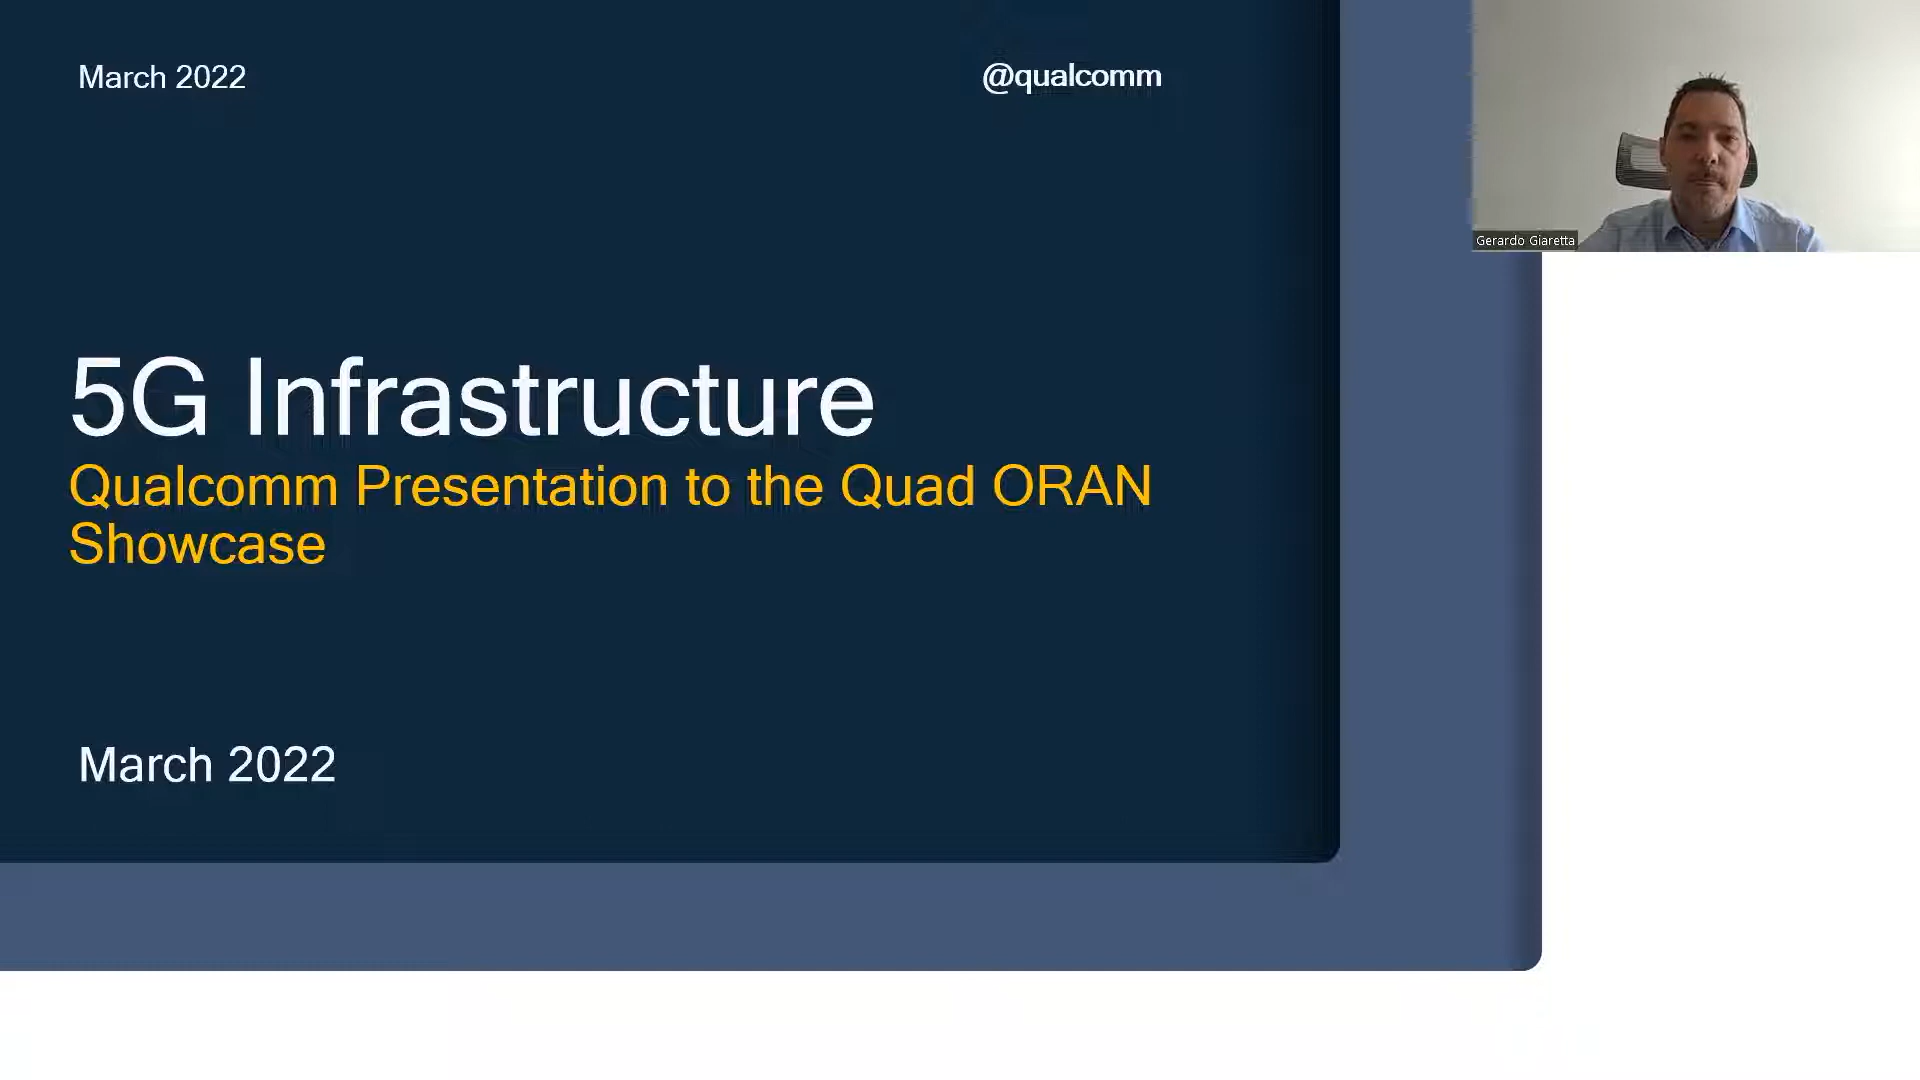 March 2022
@qualcomm
Gerardo Giaretta
5G Infrastructure
Qualcomm Presentation to the Quad ORAN
Showcase
March 2022